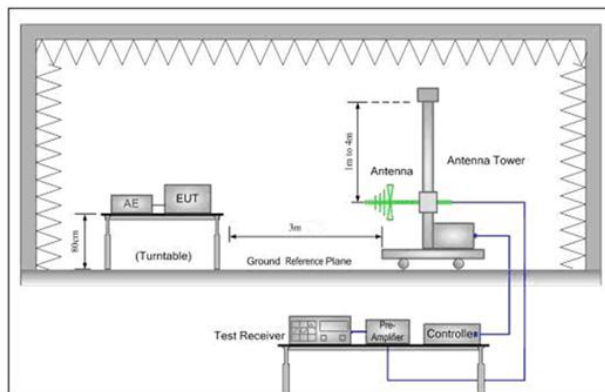 1m to 4m
Antenna
Antenna Tower
AE
EUT
80cm
(Turntable)
3m
Ground Reference Plane
Test Receiver
Pre-
Amplifier
Controller